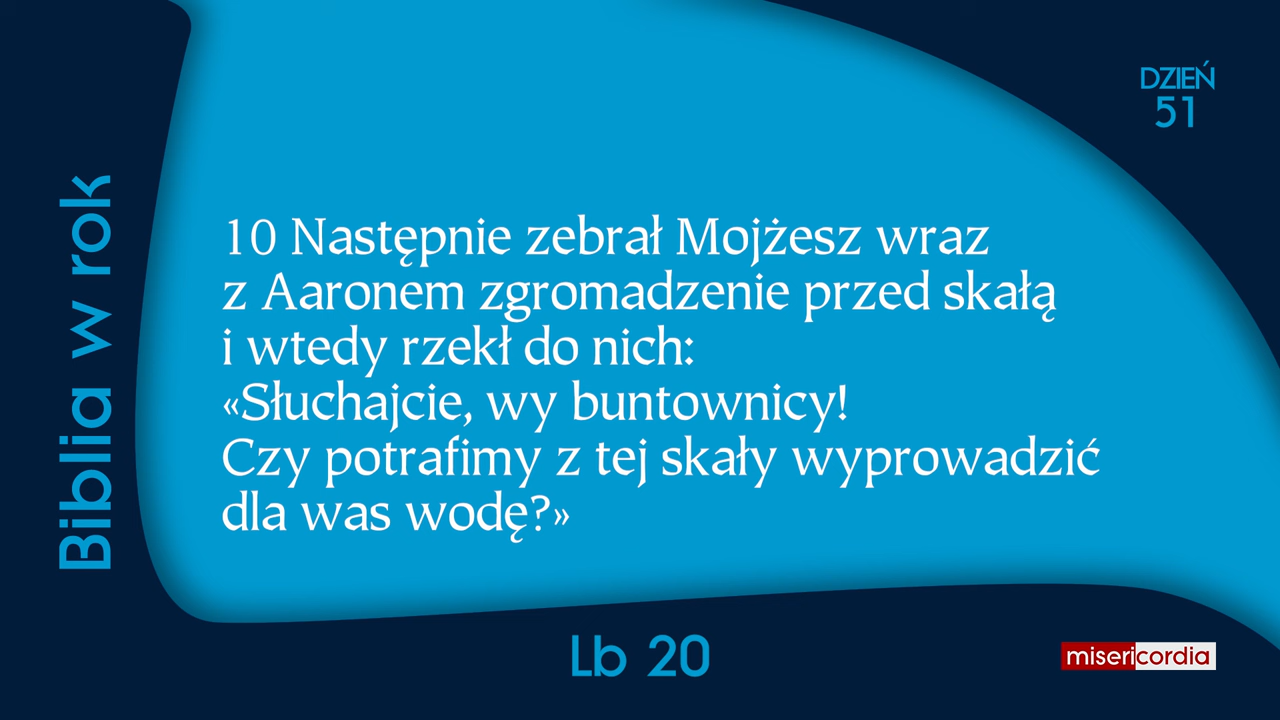 DZIEŃ
51
Biblia w rok
10 Następnie zebrał Mojżesz wraz
z Aaronem zgromadzenie przed skałą
i wtedy rzekł do nich:
«Słuchajcie, wy buntownicy!
Czy potrafimy z tej skały wyprowadzić
dla was wodę?»
Lb 20
misericordia